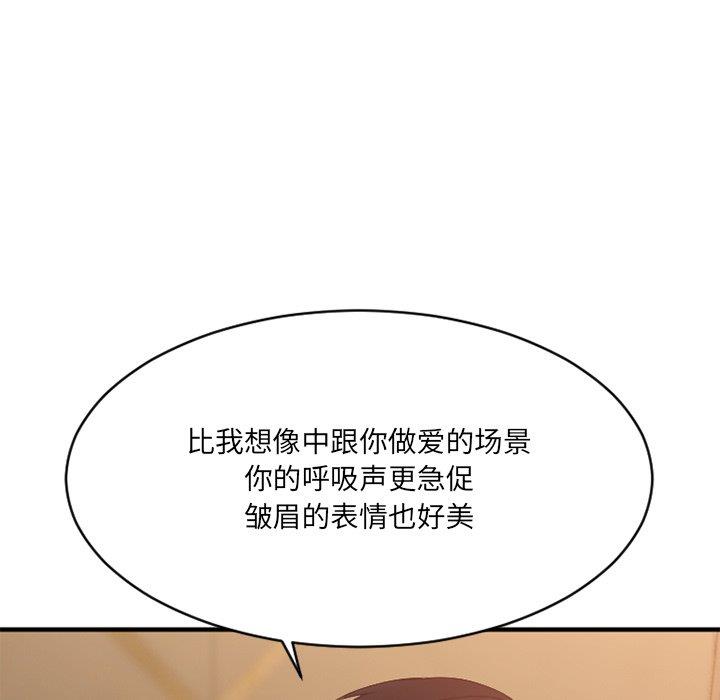 比我想像中跟你做爱的场景
你的呼吸声更急促
皱眉的表情也好美